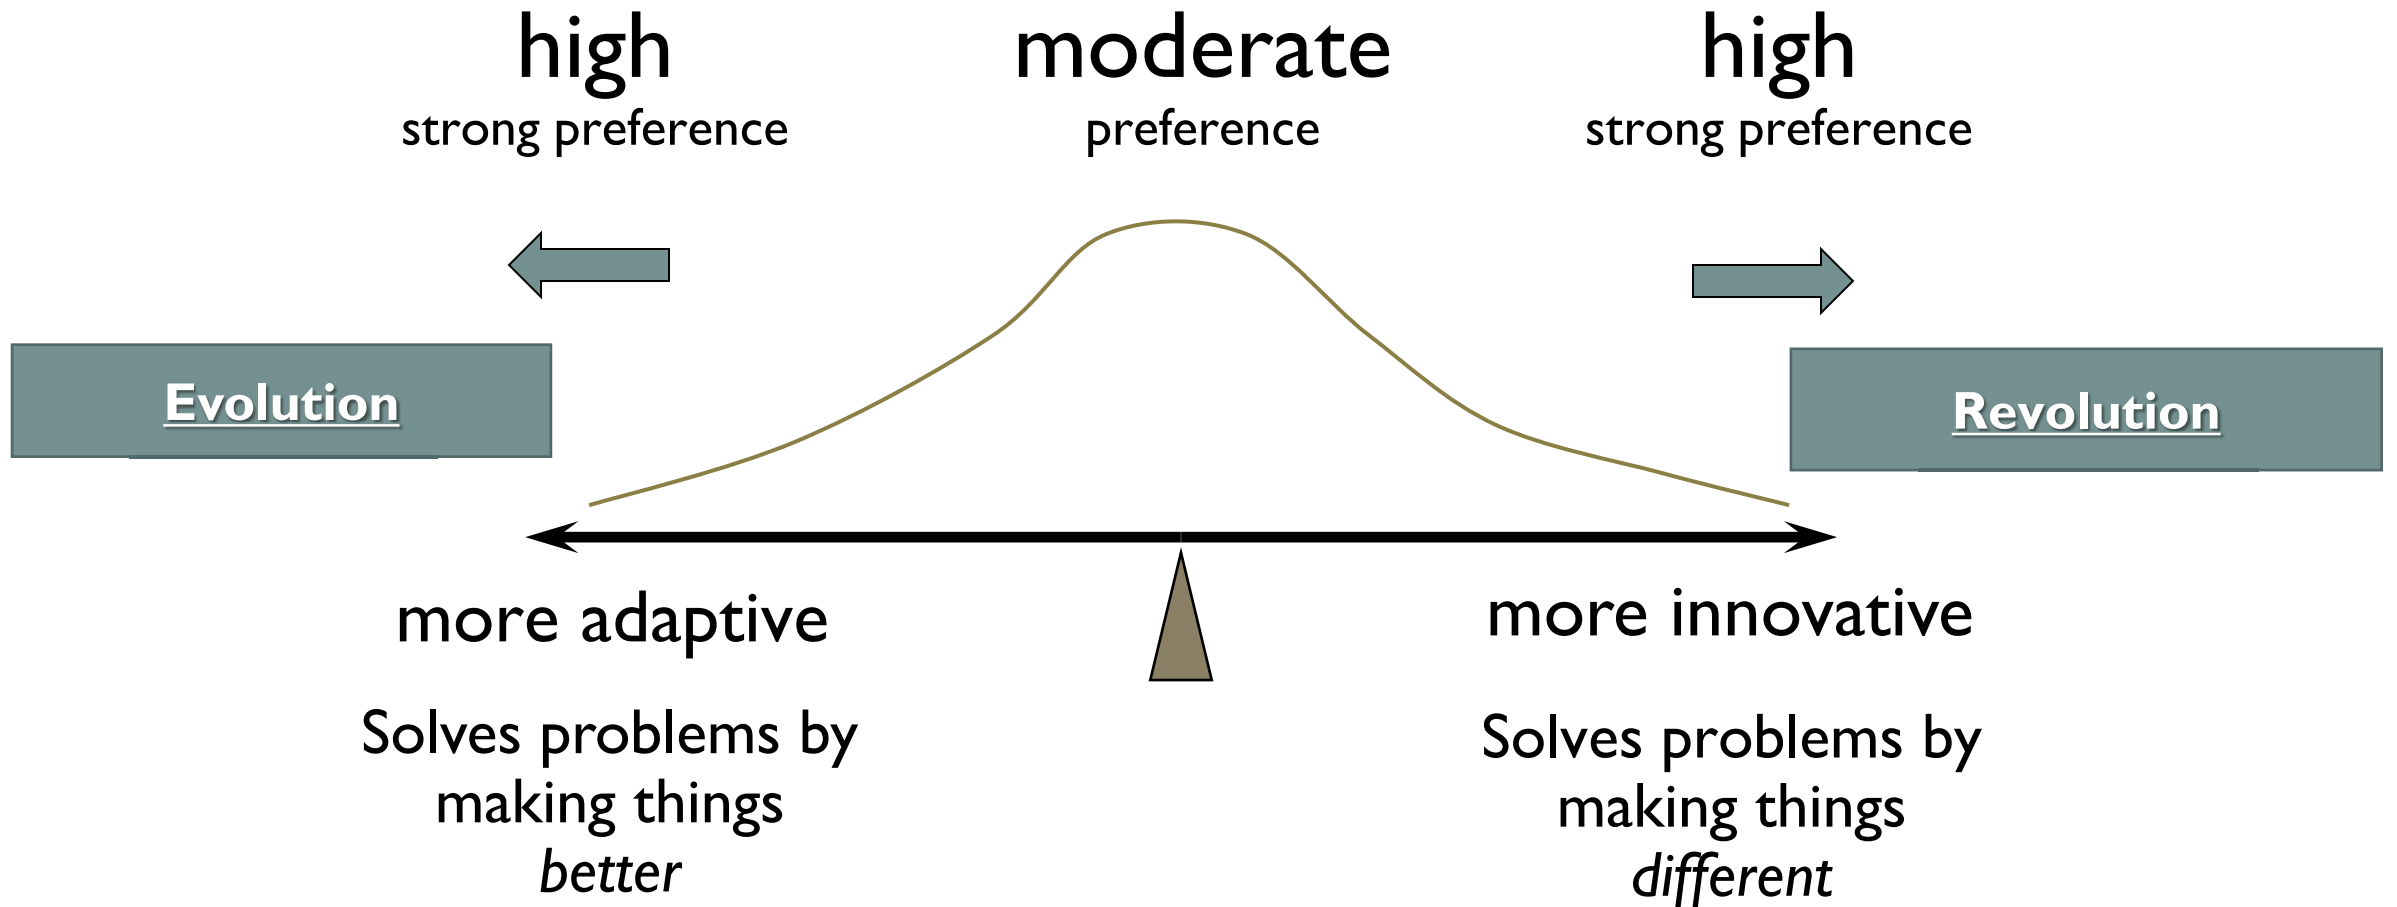 high
strong preference
moderate
preference
high
strong preference
Evolution
Revolution
more adaptive
Solves problems by
making things
better
more innovative
Solves problems by
making things
different